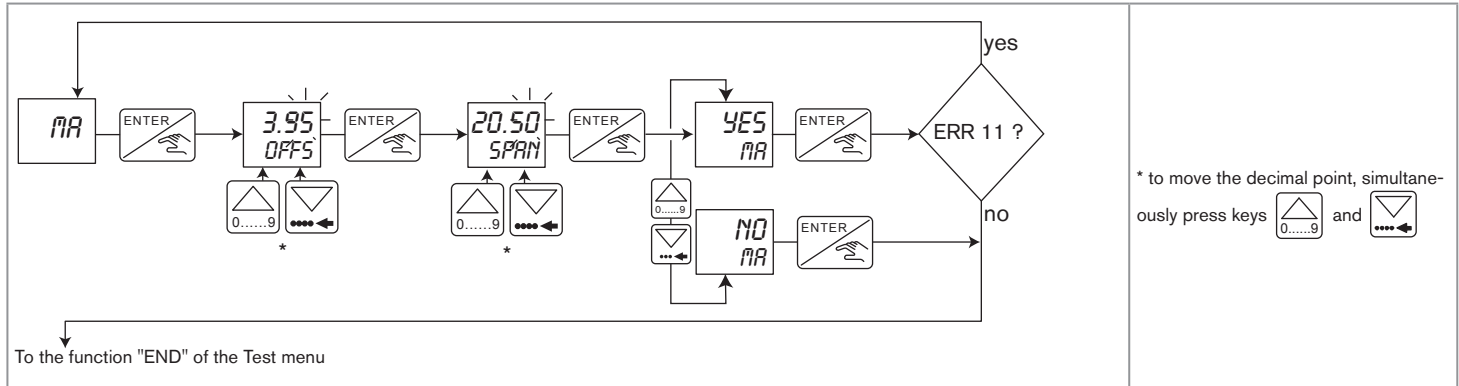 yes
MA
ENTER
3.95
OFFS
ENTER
20.50
SPAN
ENTER
YES
MA
ENTER
ERR 11 ?
0......9
0......9
*
*
0......9
NO
MA
ENTER
no
To the function "END" of the Test menu
* to move the decimal point, simultane-
ously press keys 0......9 and